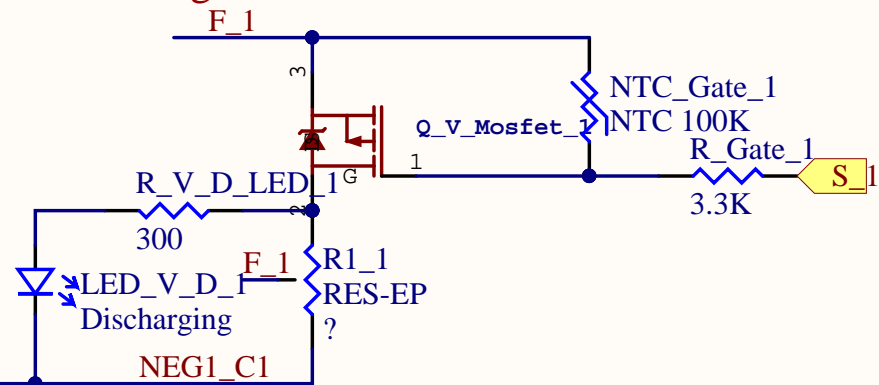 F_1
3
NTC_Gate_1
NTC 100K
Q_V_Mosfet_1
1
G
R_Gate_1
3.3K
S_1
R_V_D_LED_1
300
2
F_1
R1_1
RES-EP
?
LED_V_D_1
Discharging
NEG1_C1